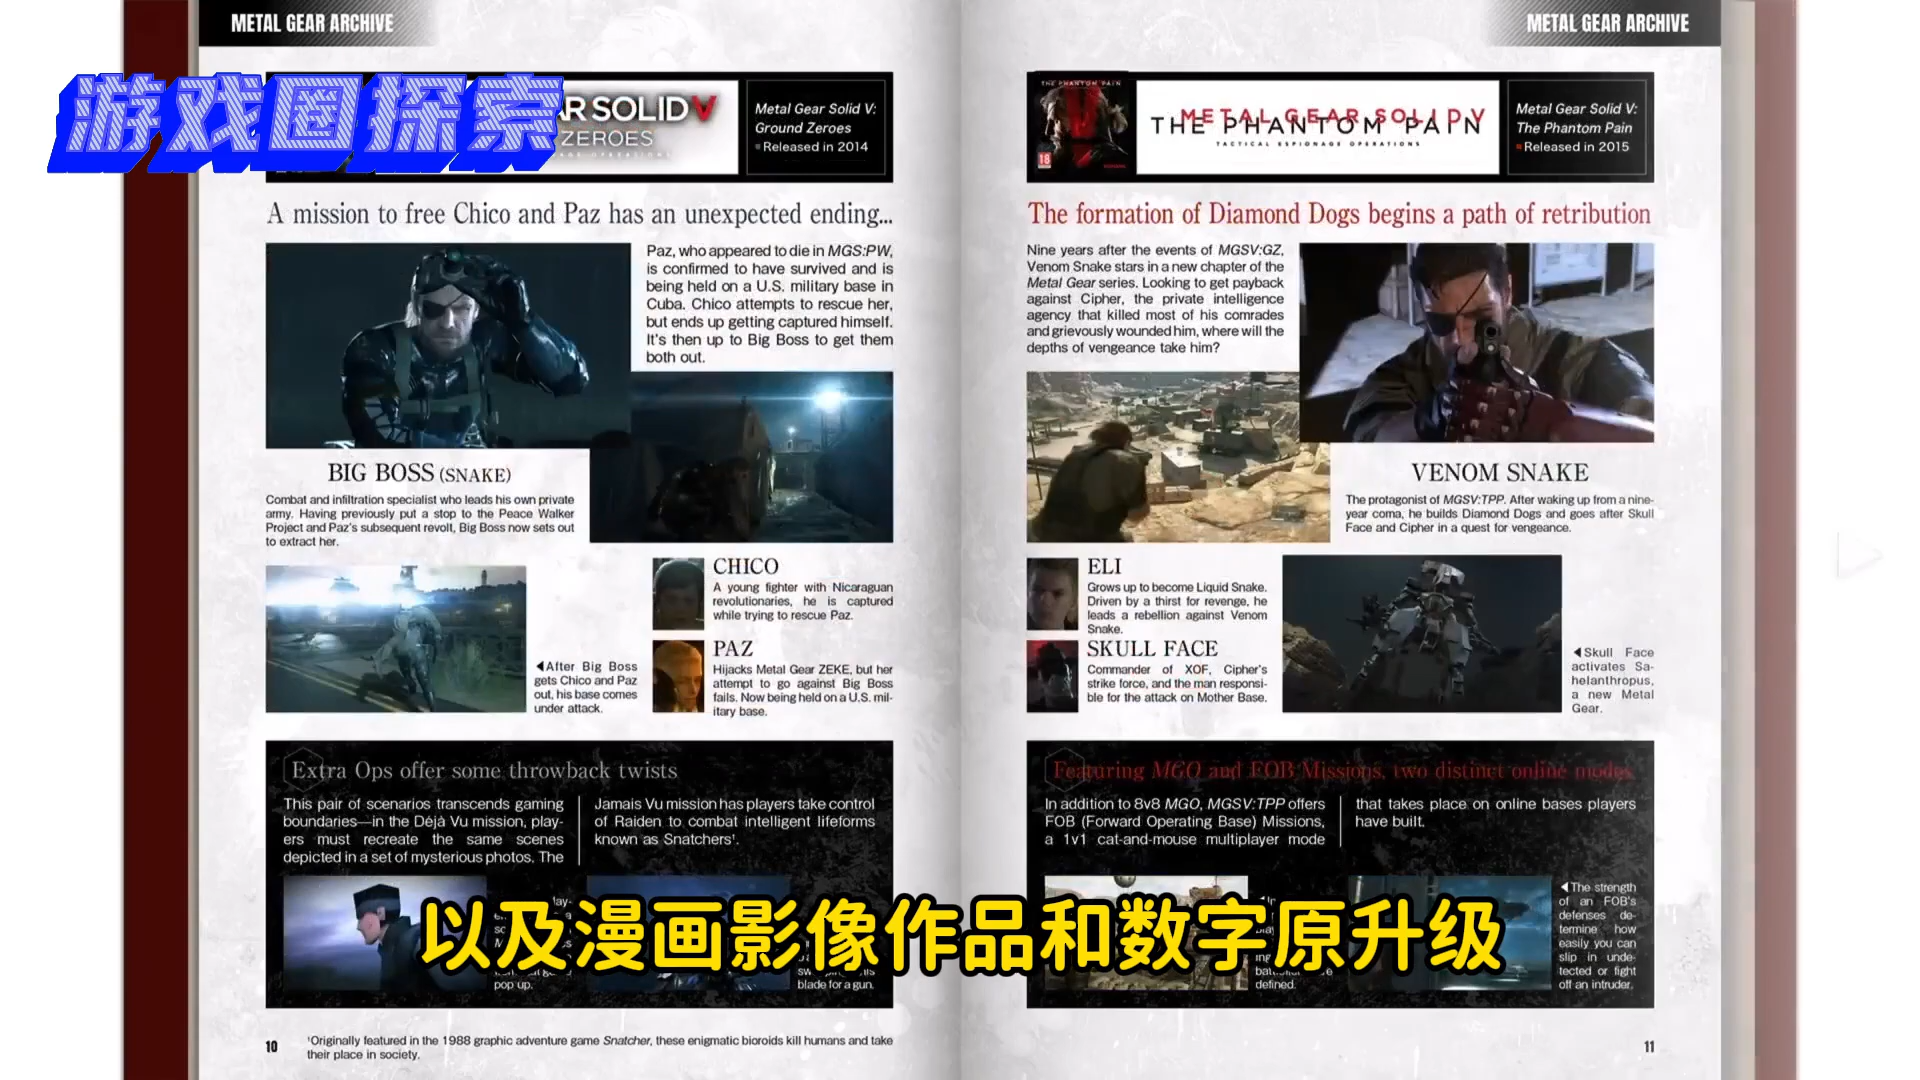 METAL GEAR ARCHIVE
游戏圈探索
AR SOLID V
ZEROES
Metal Gear Solid V:
Ground Zeroes
Released in 2014
A mission to free Chico and Paz has an unexpected ending...
Paz, who appeared to die in MGS:PW,
is confirmed to have survived and is
being held on a U.S. military base in
Cuba. Chico attempts to rescue her,
but ends up getting captured himself.
It's then up to Big Boss to get them
both out.
BIG BOSS (SNAKE)
Combat and infiltration specialist who leads his own private
army. Having previously put a stop to the Peace Walker
Project and Paz's subsequent revolt, Big Boss now sets out
to extract her.
◀After Big Boss
gets Chico and Paz
out, his base comes
under attack.
CHICO
A young fighter with Nicaraguan
revolutionaries, he is captured
while trying to rescue Paz.
PAZ
Hijacks Metal Gear ZEKE, but her
attempt to go against Big Boss
fails. Now being held on a U.S. mil-
itary base.
Extra Ops offer some throwback twists
This pair of scenarios transcends gaming
boundaries—in the Déjà Vu mission, play-
ers must recreate the same scenes
depicted in a set of mysterious photos. The
Jamais Vu mission has players take control
of Raiden to combat intelligent lifeforms
known as Snatchers¹.
pop up.
blade for a gun.
10
¹Originally featured in the 1988 graphic adventure game Snatcher, these enigmatic bioroids kill humans and take
their place in society.
METAL GEAR ARCHIVE
THE PHANTOM PAIN
18
METAL GEAR SOLID V
THE PHANTOM PAIN
TACTICAL ESPIONAGE OPERATIONS
Metal Gear Solid V:
The Phantom Pain
Released in 2015
The formation of Diamond Dogs begins a path of retribution
Nine years after the events of MGSV:GZ,
Venom Snake stars in a new chapter of the
Metal Gear series. Looking to get payback
against Cipher, the private intelligence
agency that killed most of his comrades
and grievously wounded him, where will the
depths of vengeance take him?
VENOM SNAKE
The protagonist of MGSV:TPP. After waking up from a nine-
year coma, he builds Diamond Dogs and goes after Skull
Face and Cipher in a quest for vengeance.
ELI
Grows up to become Liquid Snake.
Driven by a thirst for revenge, he
leads a rebellion against Venom
Snake.
SKULL FACE
Commander of XOF, Cipher's
strike force, and the man responsi-
ble for the attack on Mother Base.
◀Skull Face
activates Sa-
helanthropus,
a new Metal
Gear.
Featuring MGO and FOB Missions, two distinct online modes
In addition to 8v8 MGO, MGSV:TPP offers
FOB (Forward Operating Base) Missions,
a 1v1 cat-and-mouse multiplayer mode
that takes place on online bases players
have built.
defined.
◀The strength
of an FOB's
defenses de-
termine how
easily you can
slip in unde-
tected or fight
off an intruder.
11
以及漫画影像作品和数字原升级